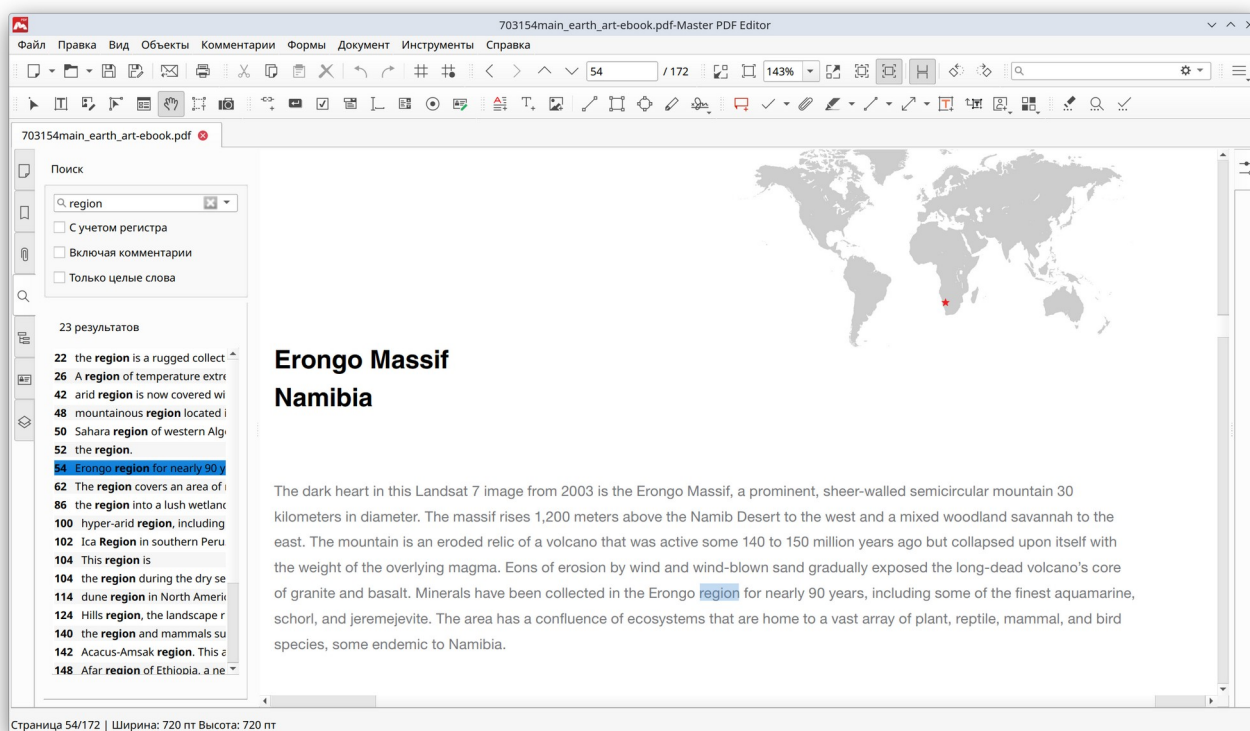 703154main_earth_art-ebook.pdf-Master PDF Editor
Файл Правка Вид Объекты Комментарии Формы Документ Инструменты Справка
54 / 172 143%
703154main_earth_art-ebook.pdf
Поиск
region
С учетом регистра
Включая комментарии
Только целые слова
23 результатов
22 the region is a rugged collect
26 A region of temperature extre
42 arid region is now covered wi
48 mountainous region located i
50 Sahara region of western Alge
52 the region.
54 Erongo region for nearly 90 y
62 The region covers an area of
86 the region into a lush wetland
100 hyper-arid region, including
102 Ica Region in southern Peru
104 This region is
104 the region during the dry se
114 dune region in North Americ
124 Hills region, the landscape r
140 the region and mammals su
142 Acacus-Amsak region. This a
148 Afar region of Ethiopia, a ne
Erongo Massif
Namibia
The dark heart in this Landsat 7 image from 2003 is the Erongo Massif, a prominent, sheer-walled semicircular mountain 30
kilometers in diameter. The massif rises 1,200 meters above the Namib Desert to the west and a mixed woodland savannah to the
east. The mountain is an eroded relic of a volcano that was active some 140 to 150 million years ago but collapsed upon itself with
the weight of the overlying magma. Eons of erosion by wind and wind-blown sand gradually exposed the long-dead volcano's core
of granite and basalt. Minerals have been collected in the Erongo region for nearly 90 years, including some of the finest aquamarine,
schorl, and jeremejevite. The area has a confluence of ecosystems that are home to a vast array of plant, reptile, mammal, and bird
species, some endemic to Namibia.
Страница 54/172 | Ширина: 720 пт Высота: 720 пт